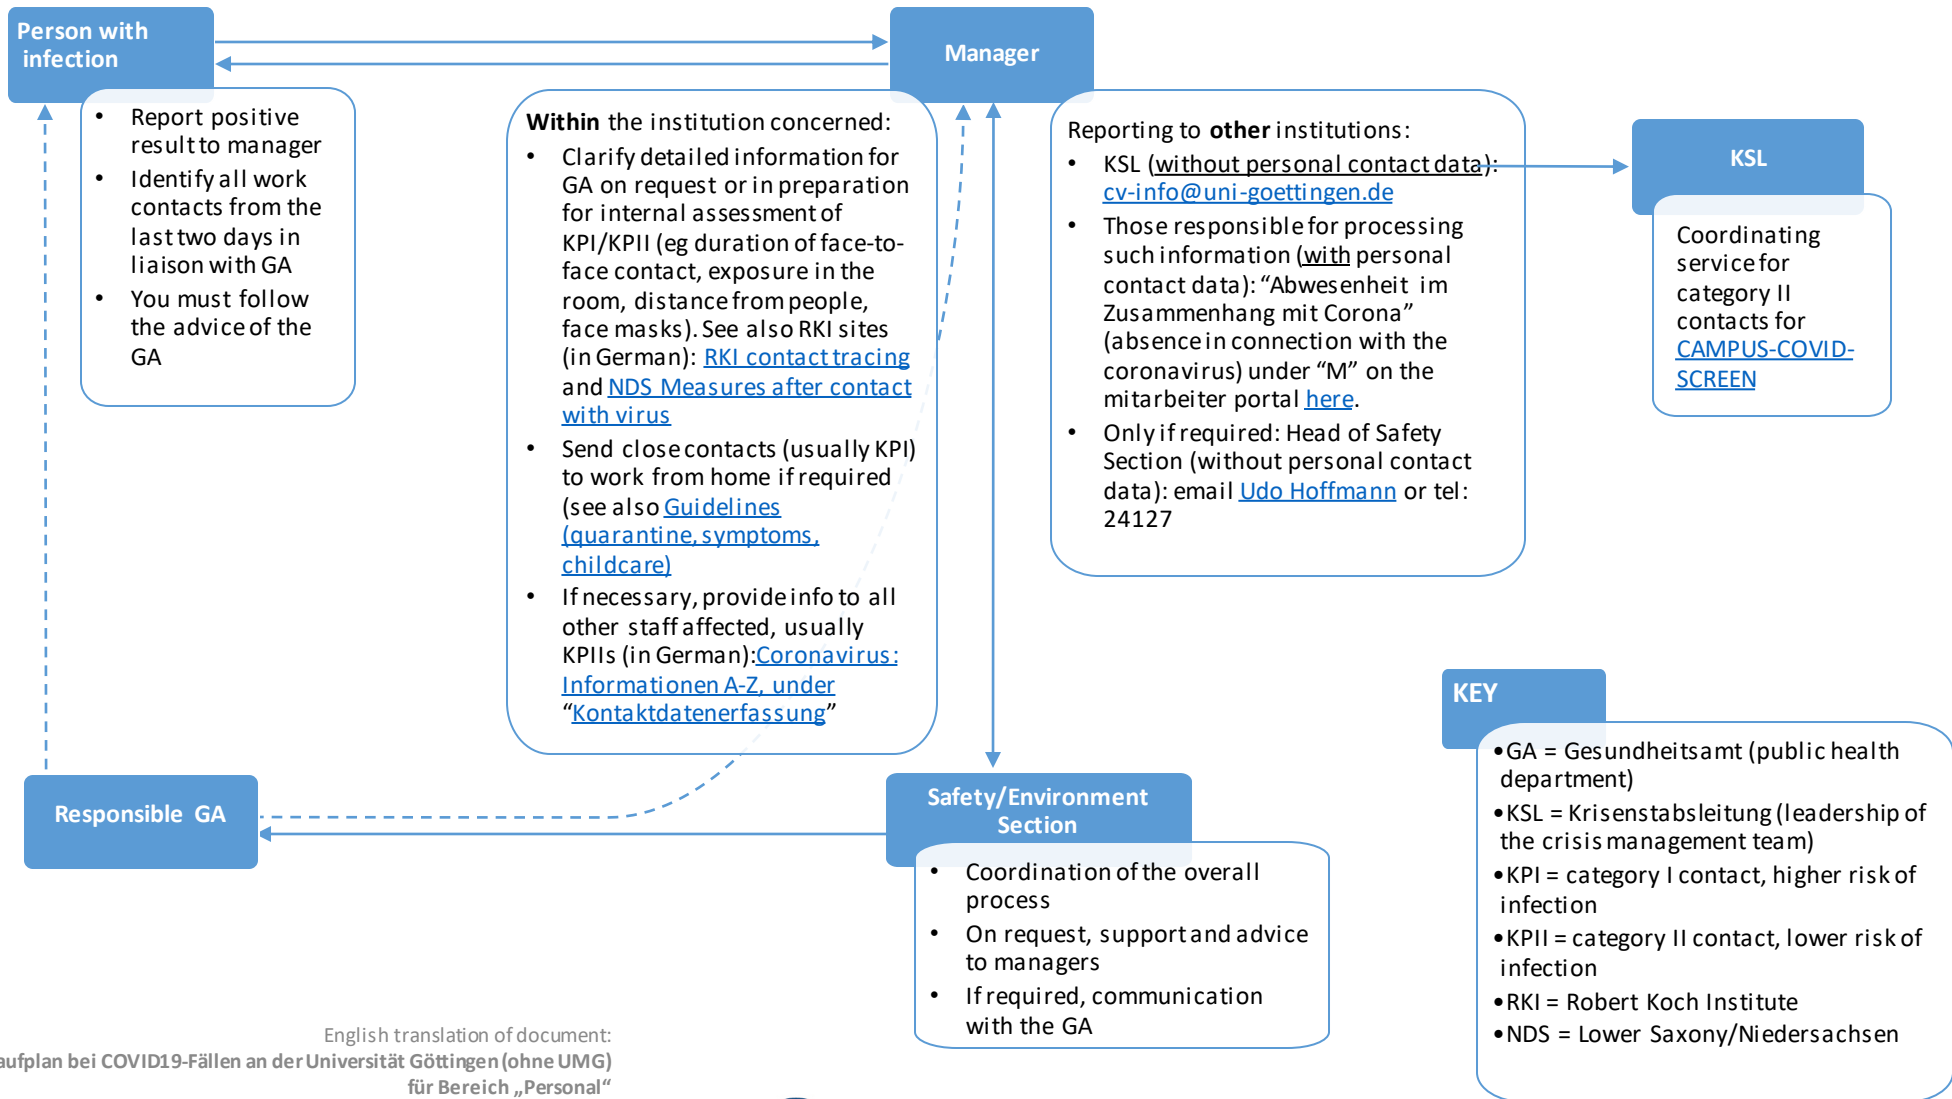 Person with
infection
Manager
• Report positive
result to manager
• Identify all work
contacts from the
last two days in
liaison with GA
• You must follow
the advice of the
GA
Within the institution concerned:
• Clarify detailed information for
GA on request or in preparation
for internal assessment of
KPI/KPII (eg duration of face-to-
face contact, exposure in the
room, distance from people,
face masks). See also RKI sites
(in German): RKI contact tracing
and NDS Measures after contact
with virus
• Send close contacts (usually KPI)
to work from home if required
(see also Guidelines
(quarantine, symptoms,
childcare)
• If necessary, provide info to all
other staff affected, usually
KPIIs (in German):Coronavirus:
Informationen A-Z, under
“Kontaktdatenerfassung”
Reporting to other institutions:
• KSL (without personal contact data):
cv-info@uni-goettingen.de
• Those responsible for processing
such information (with personal
contact data): “Abwesenheit im
Zusammenhang mit Corona”
(absence in connection with the
coronavirus) under “M” on the
mitarbeiter portal here.
• Only if required: Head of Safety
Section (without personal contact
data): email Udo Hoffmann or tel:
24127
KSL
Coordinating
service for
category II
contacts for
CAMPUS-COVID-
SCREEN
Responsible GA
Safety/Environment
Section
• Coordination of the overall
process
• On request, support and advice
to managers
• If required, communication
with the GA
KEY
•GA = Gesundheitsamt (public health
department)
•KSL = Krisenstabsleitung (leadership of
the crisis management team)
•KPI = category I contact, higher risk of
infection
•KPII = category II contact, lower risk of
infection
•RKI = Robert Koch Institute
•NDS = Lower Saxony/Niedersachsen
English translation of document:
aufplan bei COVID19-Fällen an der Universität Göttingen (ohne UMG)
für Bereich „Personal“